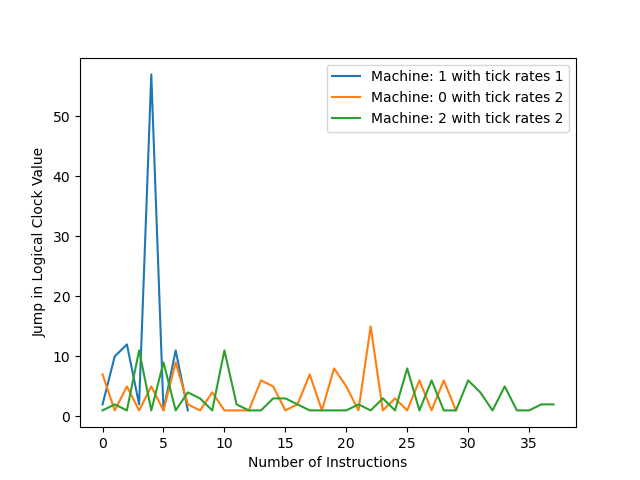 Machine: 1 with tick rates 1
Machine: 0 with tick rates 2
Machine: 2 with tick rates 2
Jump in Logical Clock Value
50
40
30
20
10
0
0 5 10 15 20 25 30 35
Number of Instructions